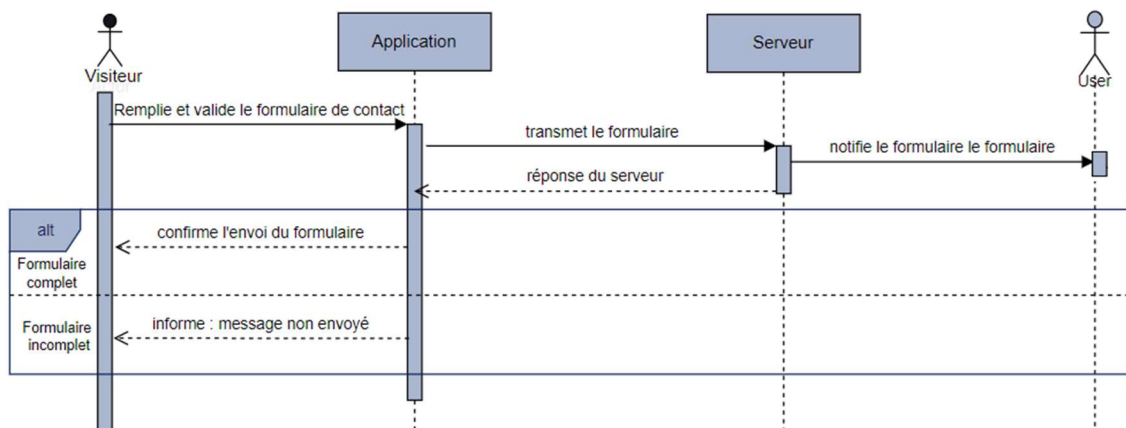 Visiteur
Application
Serveur
User
Remplie et valide le formulaire de contact
transmet le formulaire
notifie le formulaire le formulaire
réponse du serveur
alt
confirme l'envoi du formulaire
Formulaire
complet
informe : message non envoyé
Formulaire
incomplet